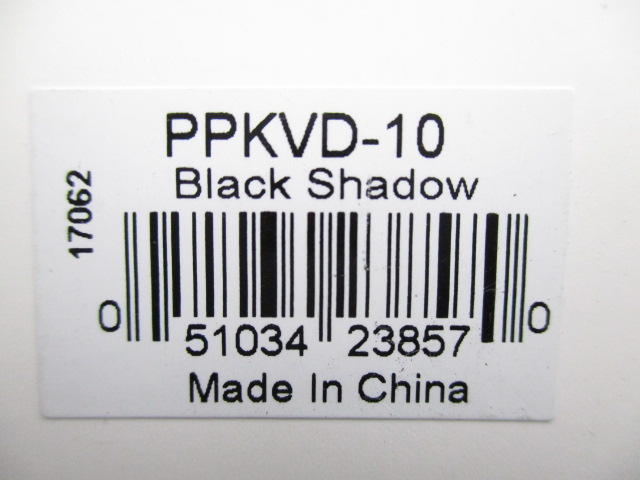 PPKVD-10
Black Shadow
17062
0 51034 23857 0
Made In China